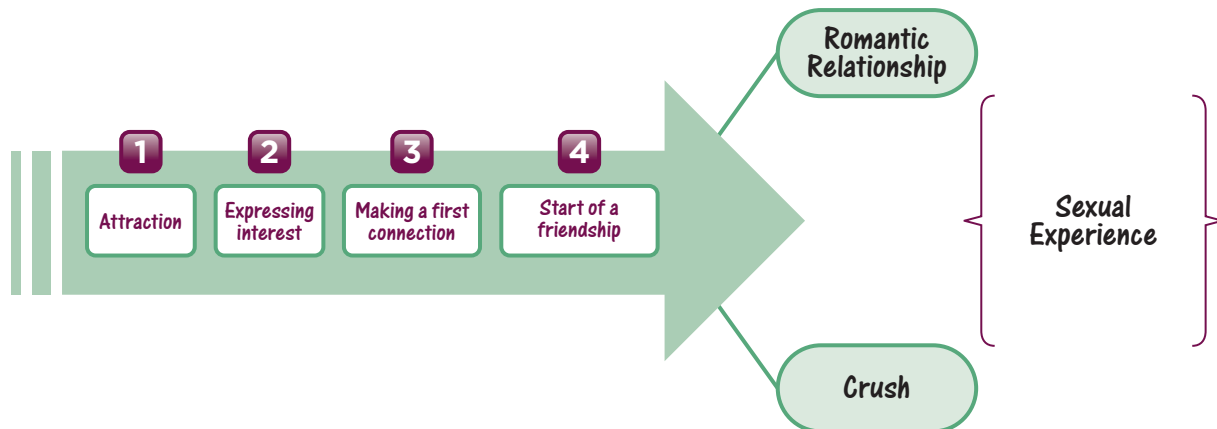 Romantic
Relationship
1
2
3
4
Attraction
Expressing
interest
Making a first
connection
Start of a
friendship
Sexual
Experience
Crush